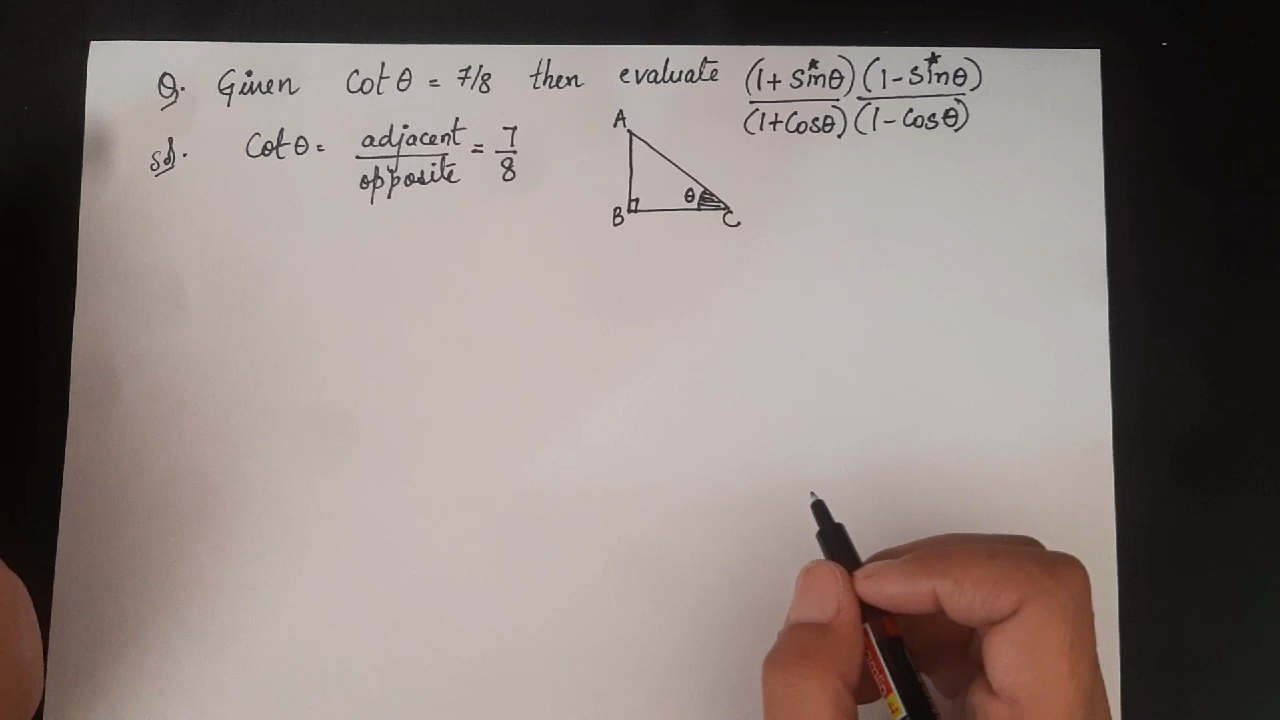 Q. Given Cot θ = 7/8 then evaluate (1+Sinθ)(1-Sinθ)
(1+Cosθ)(1-Cosθ)
Sol. Cotθ = adjacent = 7
opposite 8
A
B
θ
C